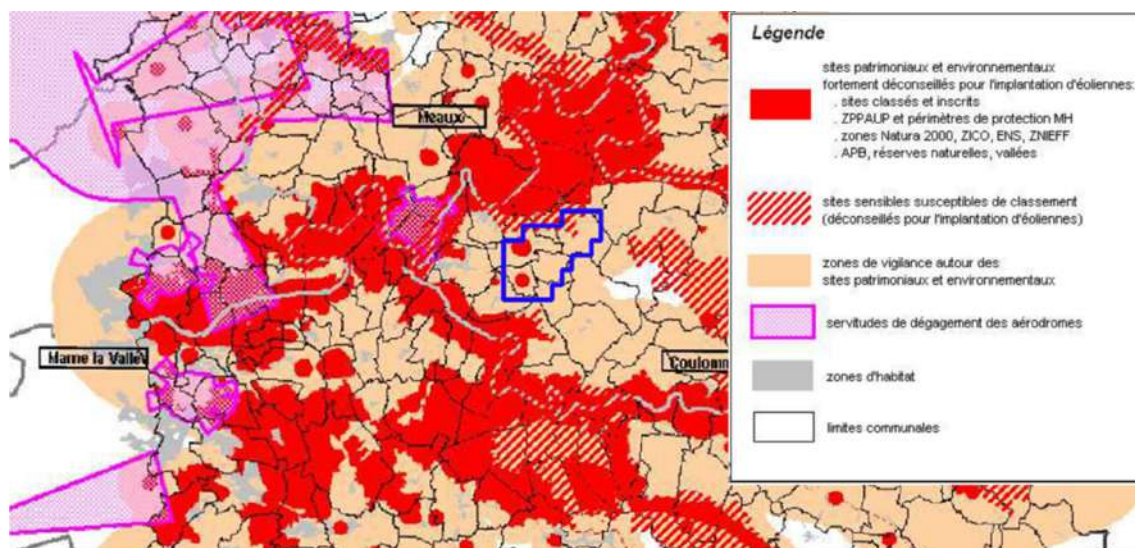 Légende
sites patrimoniaux et environnementaux
fortement déconseillés pour l'implantation d'éoliennes:
. sites classés et inscrits
. ZPPAUP et périmètres de protection MH
. zones Natura 2000, ZICO, ENS, ZNIEFF
. APB, réserves naturelles, vallées
Meaux
sites sensibles susceptibles de classement
(déconseillés pour l'implantation d'éoliennes)
zones de vigilance autour des
sites patrimoniaux et environnementaux
servitudes de dégagement des aérodromes
Marne la Vallé
Coulomm
zones d'habitat
limites communales